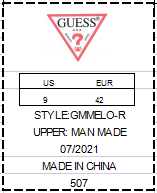 GUESS
U.S.A.
?
US EUR
9 42
STYLE:GMMELO-R
UPPER: MAN MADE
07/2021
MADE IN CHINA
507